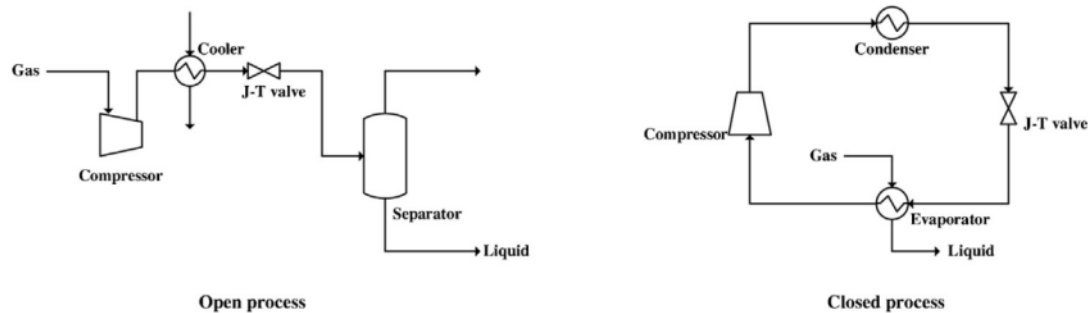 Cooler
Gas
J-T valve
Compressor
Separator
Liquid
Open process
Condenser
Compressor
J-T valve
Gas
Evaporator
Liquid
Closed process